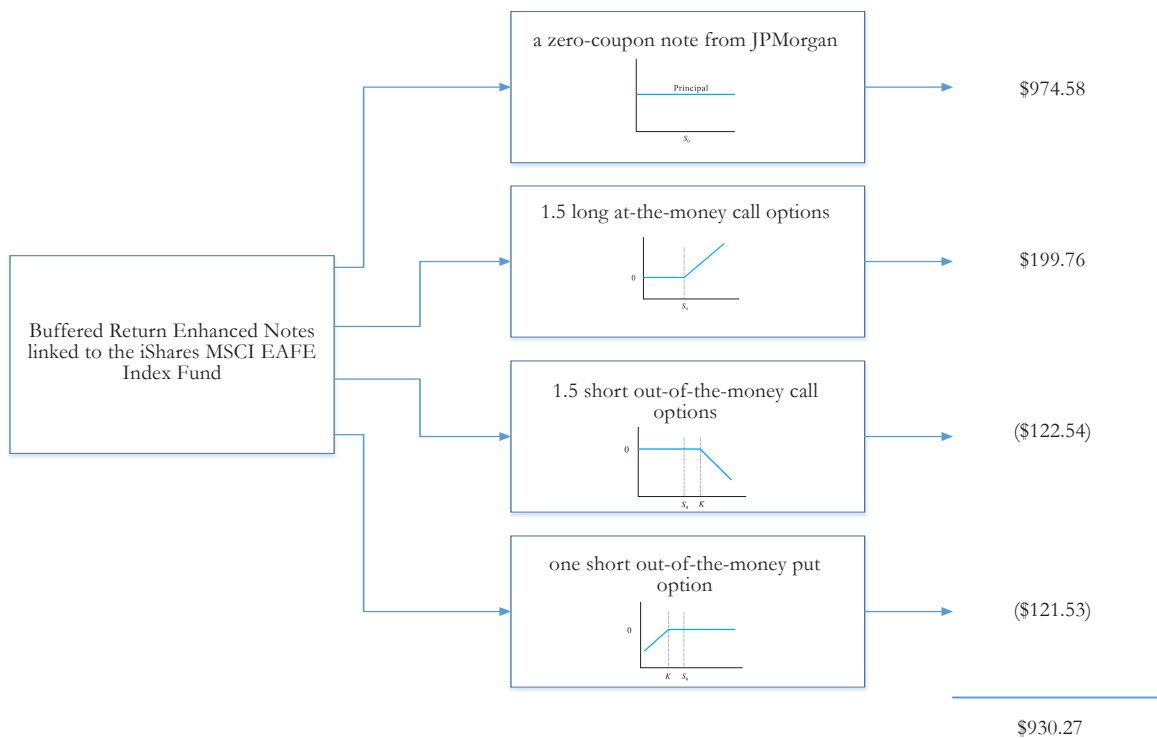 a zero-coupon note from JPMorgan
Principal
S₀
$974.58
1.5 long at-the-money call options
0
S₀
$199.76
Buffered Return Enhanced Notes
linked to the iShares MSCI EAFE
Index Fund
1.5 short out-of-the-money call
options
0
S₀ K
($122.54)
one short out-of-the-money put
option
0
K S₀
($121.53)
$930.27